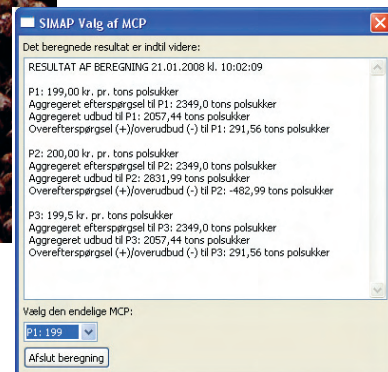 SIMAP Valg af MCP
Det beregnede resultat er indtil videre:
RESULTAT AF BEREGNING 21.01.2008 kl. 10:02:09
P1: 199,00 kr. pr. tons polsukker
Aggregeret efterspørgsel til P1: 2349,0 tons polsukker
Aggregeret udbud til P1: 2057,44 tons polsukker
Overefterspørgsel (+)/overudbud (-) til P1: 291,56 tons polsukker
P2: 200,00 kr. pr. tons polsukker
Aggregeret efterspørgsel til P2: 2349,0 tons polsukker
Aggregeret udbud til P2: 2831,99 tons polsukker
Overefterspørgsel (+)/overudbud (-) til P2: -482,99 tons polsukker
P3: 199,5 kr. pr. tons polsukker
Aggregeret efterspørgsel til P3: 2349,0 tons polsukker
Aggregeret udbud til P3: 2057,44 tons polsukker
Overefterspørgsel (+)/overudbud (-) til P3: 291,56 tons polsukker
Vælg den endelige MCP:
P1: 199
Afslut beregning